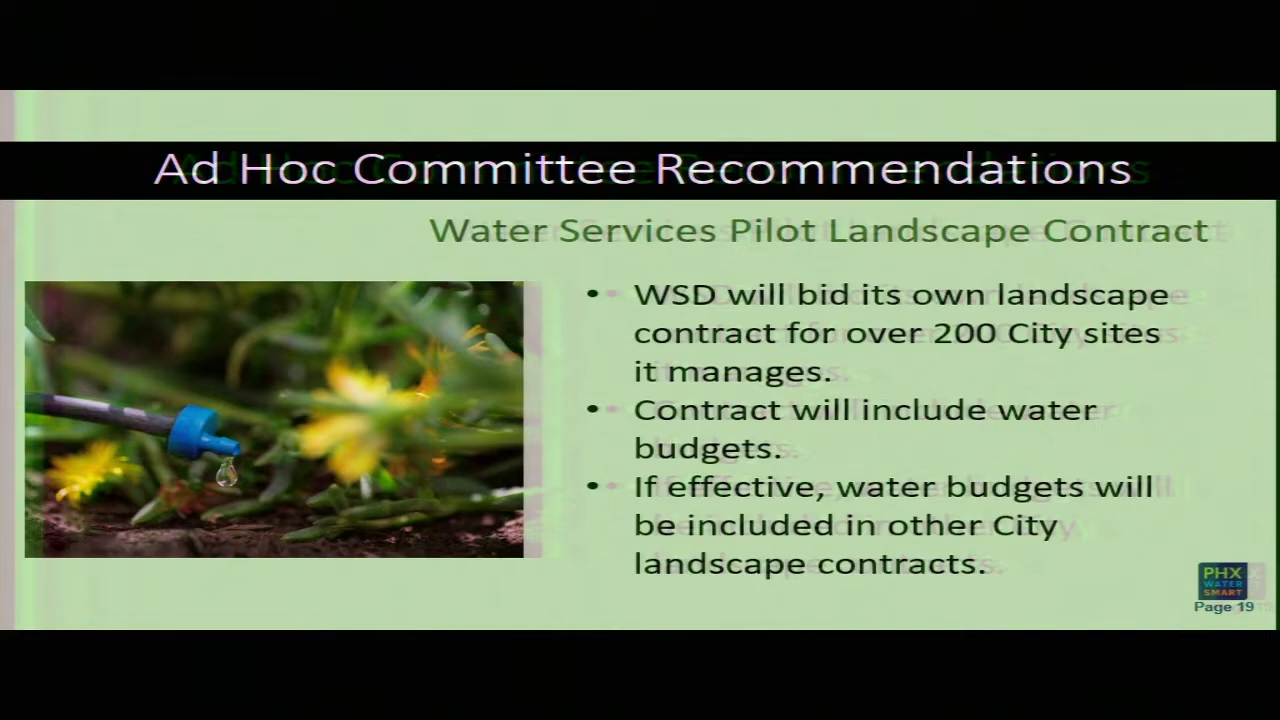 Ad Hoc Committee Recommendations
Water Services Pilot Landscape Contract
• WSD will bid its own landscape
contract for over 200 City sites
it manages.
• Contract will include water
budgets.
• If effective, water budgets will
be included in other City
landscape contracts.
PHX
WATER
SMART
Page 19